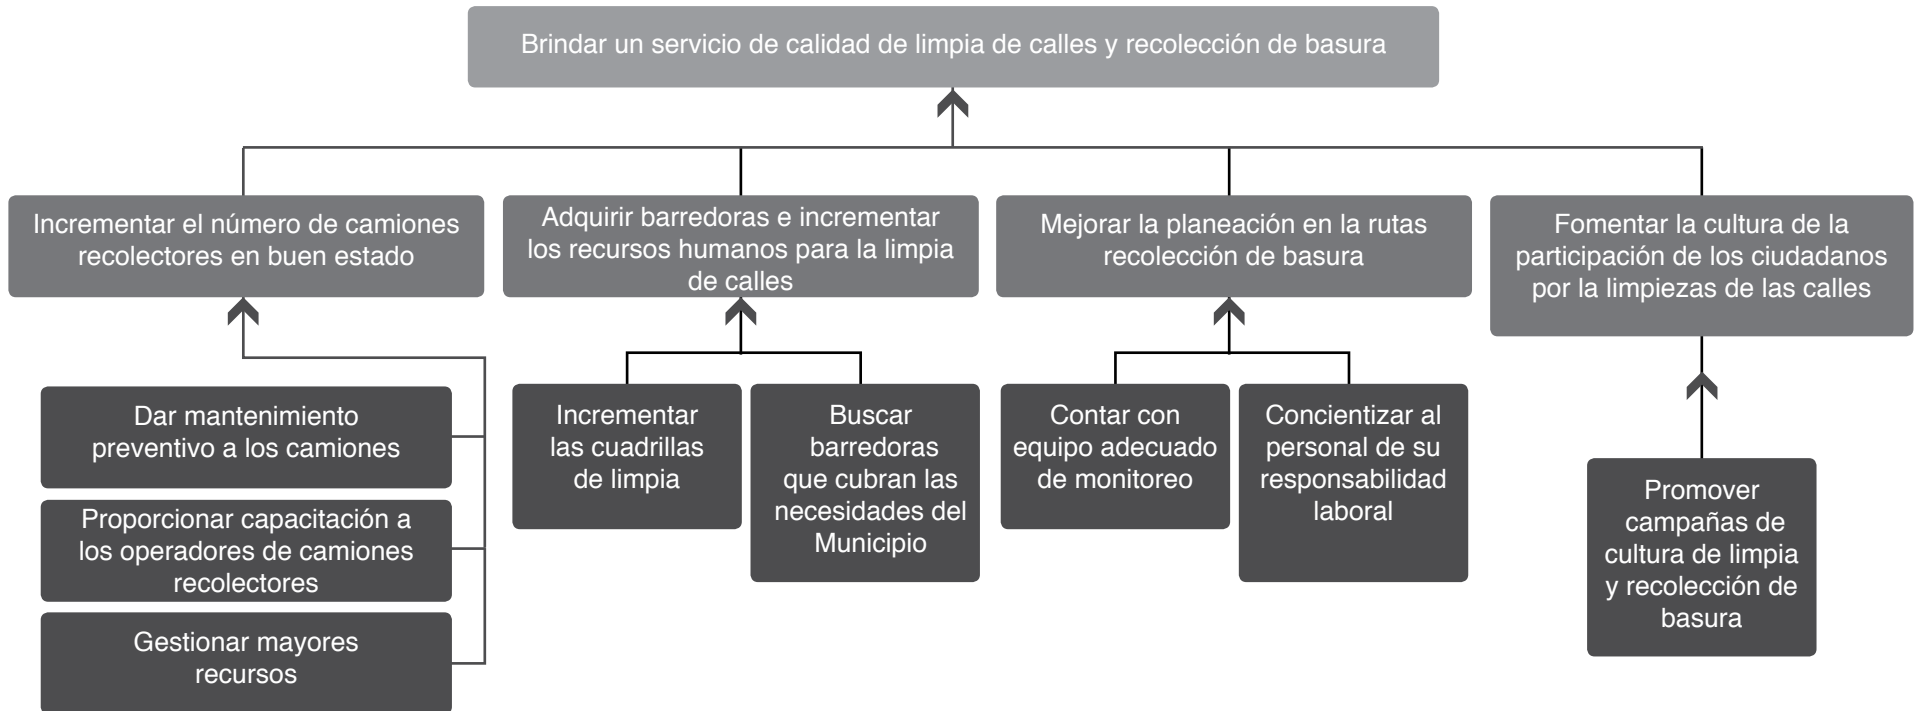 Brindar un servicio de calidad de limpia de calles y recolección de basura
Incrementar el número de camiones
recolectores en buen estado
Adquirir barredoras e incrementar
los recursos humanos para la limpia
de calles
Mejorar la planeación en la rutas
recolección de basura
Fomentar la cultura de la
participación de los ciudadanos
por la limpiezas de las calles
Dar mantenimiento
preventivo a los camiones
Proporcionar capacitación a
los operadores de camiones
recolectores
Gestionar mayores
recursos
Incrementar
las cuadrillas
de limpia
Buscar
barredoras
que cubran las
necesidades del
Municipio
Contar con
equipo adecuado
de monitoreo
Concientizar al
personal de su
responsabilidad
laboral
Promover
campañas de
cultura de limpia
y recolección de
basura